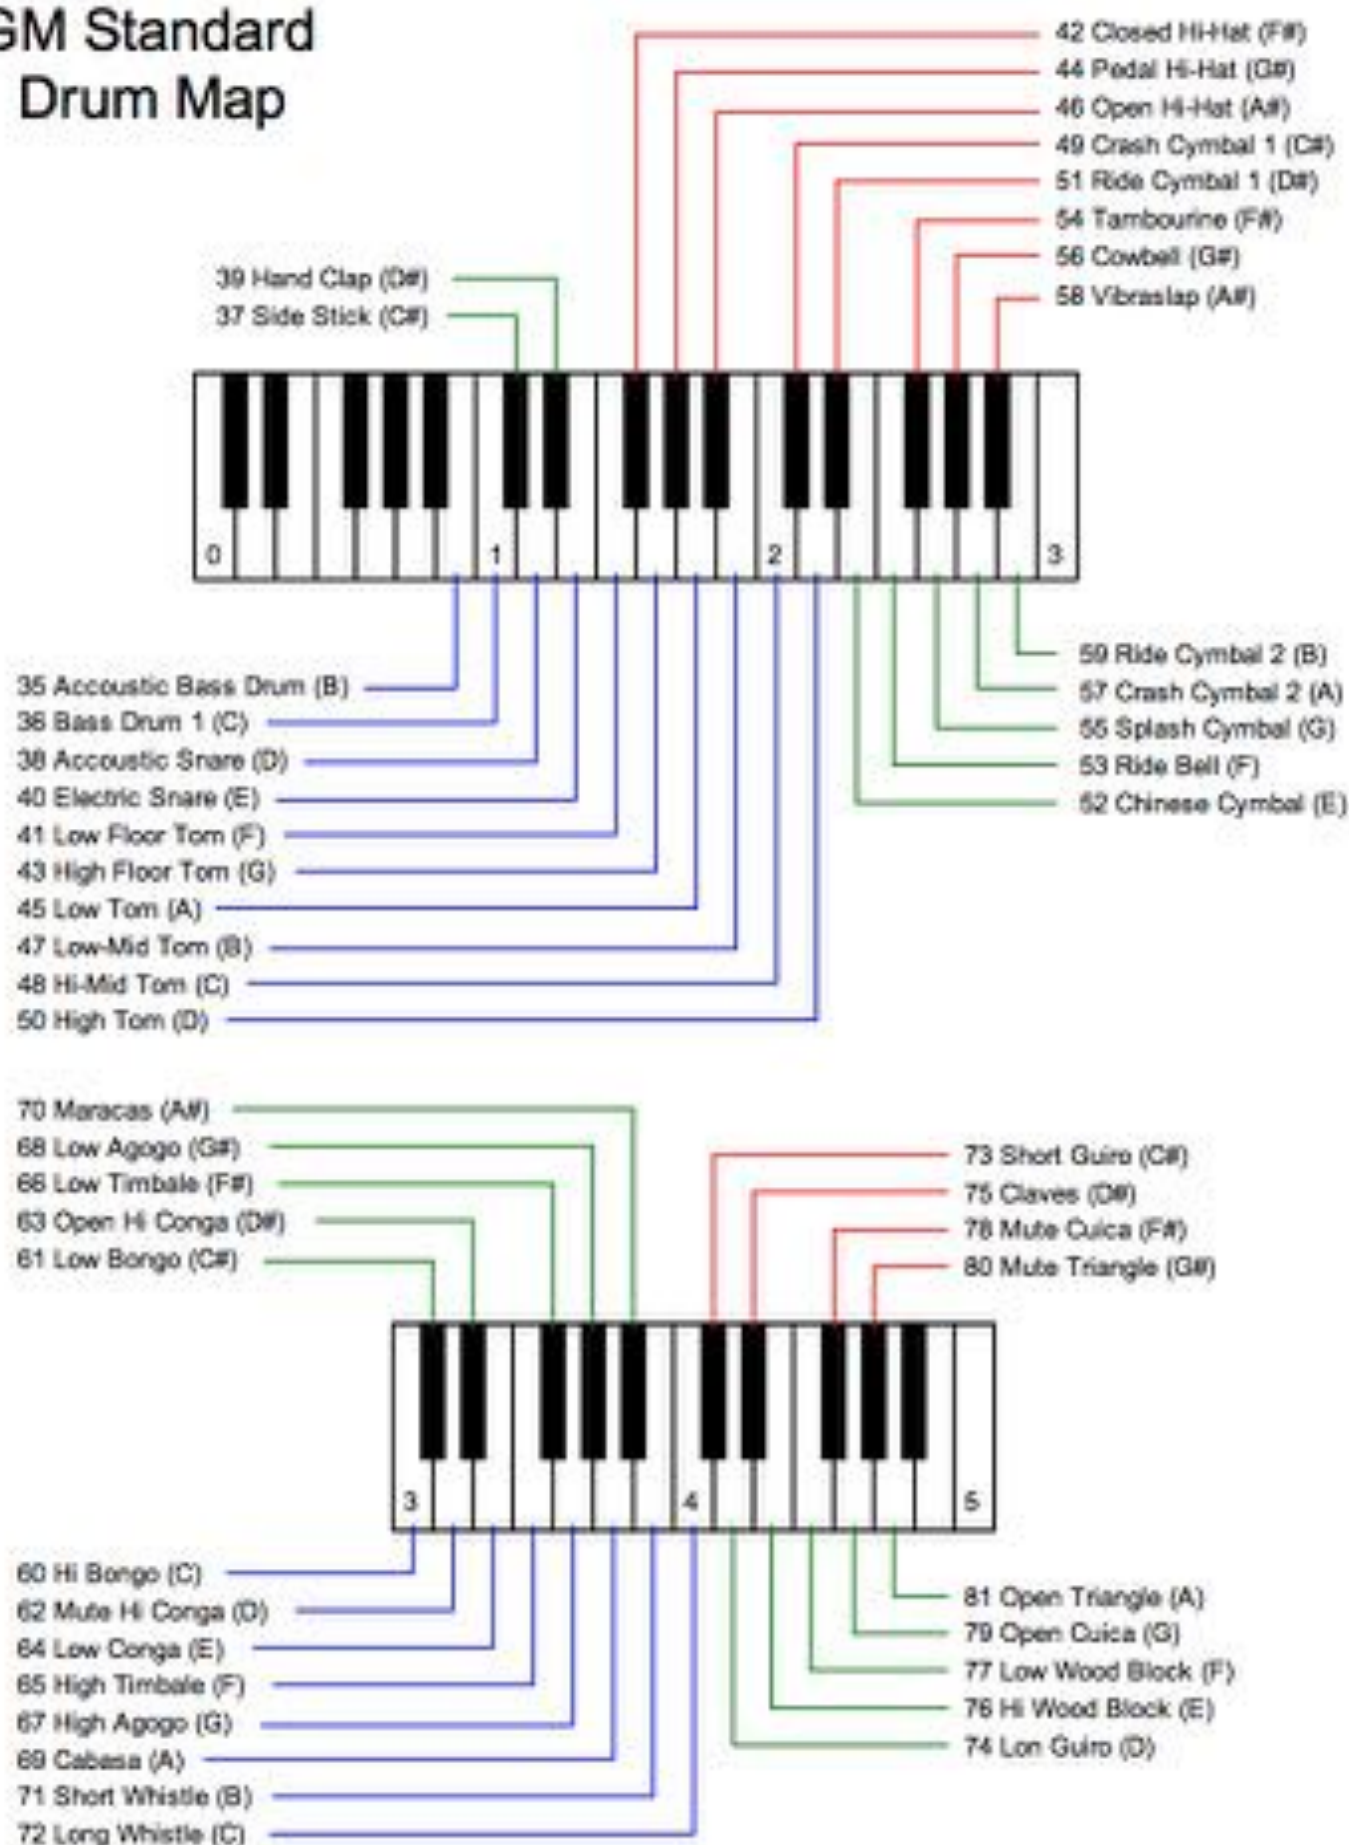 GM Standard
Drum Map
42 Closed Hi-Hat (F#)
44 Pedal Hi-Hat (G#)
46 Open Hi-Hat (A#)
49 Crash Cymbal 1 (C#)
51 Ride Cymbal 1 (D#)
54 Tambourine (F#)
56 Cowbell (G#)
58 Vibraslap (A#)
39 Hand Clap (D#)
37 Side Stick (C#)
0 1 2 3
35 Accoustic Bass Drum (B)
36 Bass Drum 1 (C)
38 Accoustic Snare (D)
40 Electric Snare (E)
41 Low Floor Tom (F)
43 High Floor Tom (G)
45 Low Tom (A)
47 Low-Mid Tom (B)
48 Hi-Mid Tom (C)
50 High Tom (D)
59 Ride Cymbal 2 (B)
57 Crash Cymbal 2 (A)
55 Splash Cymbal (G)
53 Ride Bell (F)
52 Chinese Cymbal (E)
70 Maracas (A#)
68 Low Agogo (G#)
66 Low Timbale (F#)
63 Open Hi Conga (D#)
61 Low Bongo (C#)
73 Short Guiro (C#)
75 Claves (D#)
78 Mute Cuica (F#)
80 Mute Triangle (G#)
3 4 5
60 Hi Bongo (C)
62 Mute Hi Conga (D)
64 Low Conga (E)
65 High Timbale (F)
67 High Agogo (G)
69 Cabasa (A)
71 Short Whistle (B)
72 Long Whistle (C)
81 Open Triangle (A)
79 Open Cuica (G)
77 Low Wood Block (F)
76 Hi Wood Block (E)
74 Lon Guiro (D)